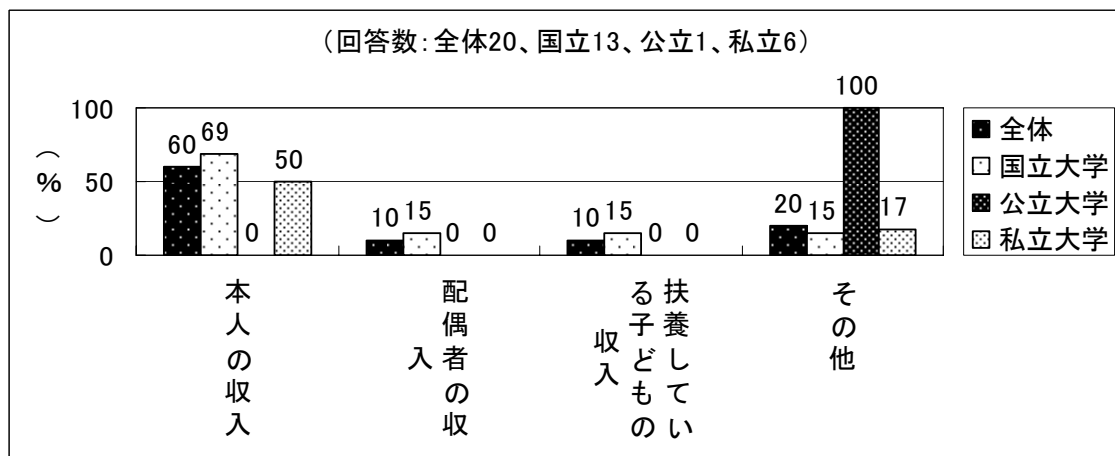 （回答数：全体20、国立13、公立1、私立6）
100
50
0
（％）
60
69
0
50
10
15
0
0
10
15
0
0
20
15
100
17
本人の収入
配偶者の収
入
扶養してい
る子どもの
収入
その他
全体
国立大学
公立大学
私立大学